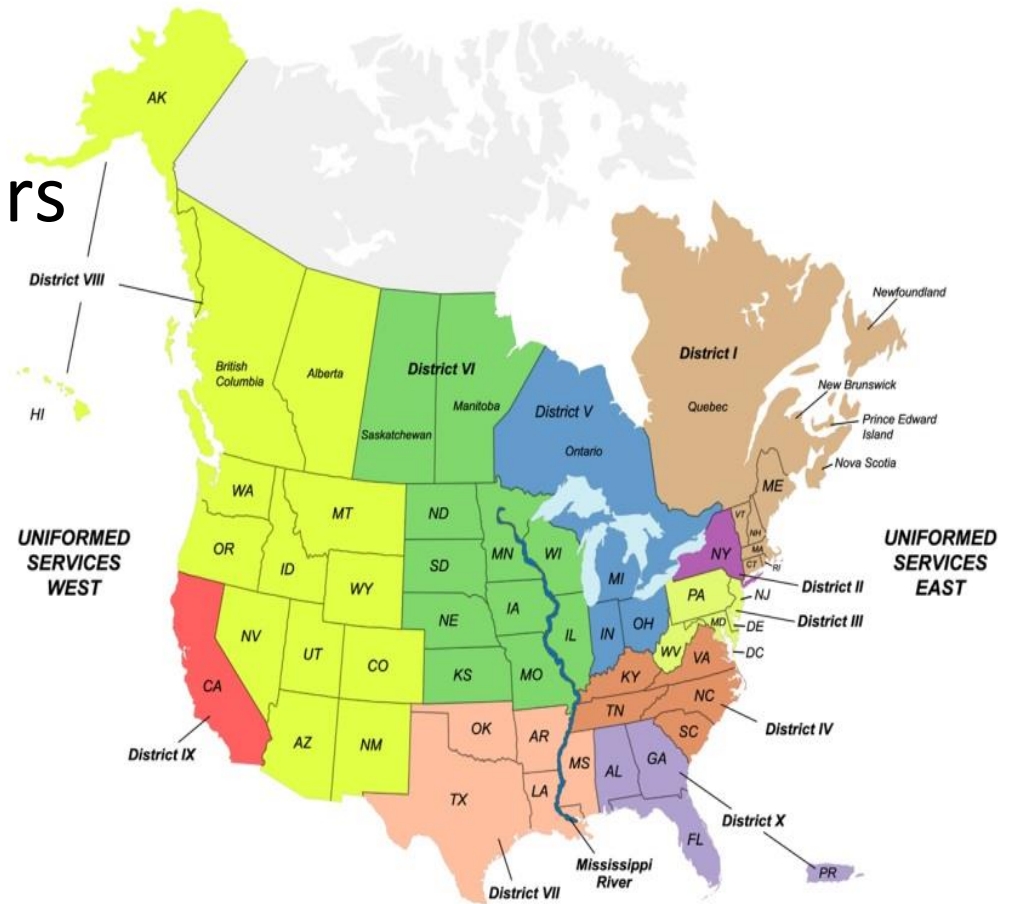 AK
rs
District VIII
HI
British
Columbia
Alberta
District VI
Saskatchewan
Manitoba
District V
Ontario
District I
Quebec
Newfoundland
New Brunswick
Prince Edward
Island
Nova Scotia
UNIFORMED
SERVICES
WEST
UNIFORMED
SERVICES
EAST
WA
MT
ND
MN
WI
MI
NY
VT
NH
ME
MA
CT
RI
OR
ID
WY
SD
IA
NE
IL
IN
OH
PA
NJ
District II
District III
MD
DE
DC
WV
VA
CA
NV
UT
CO
KS
MO
KY
NC
TN
SC
District IV
District IX
AZ
NM
OK
AR
TX
LA
MS
AL
GA
FL
District X
PR
Mississippi
River
District VII